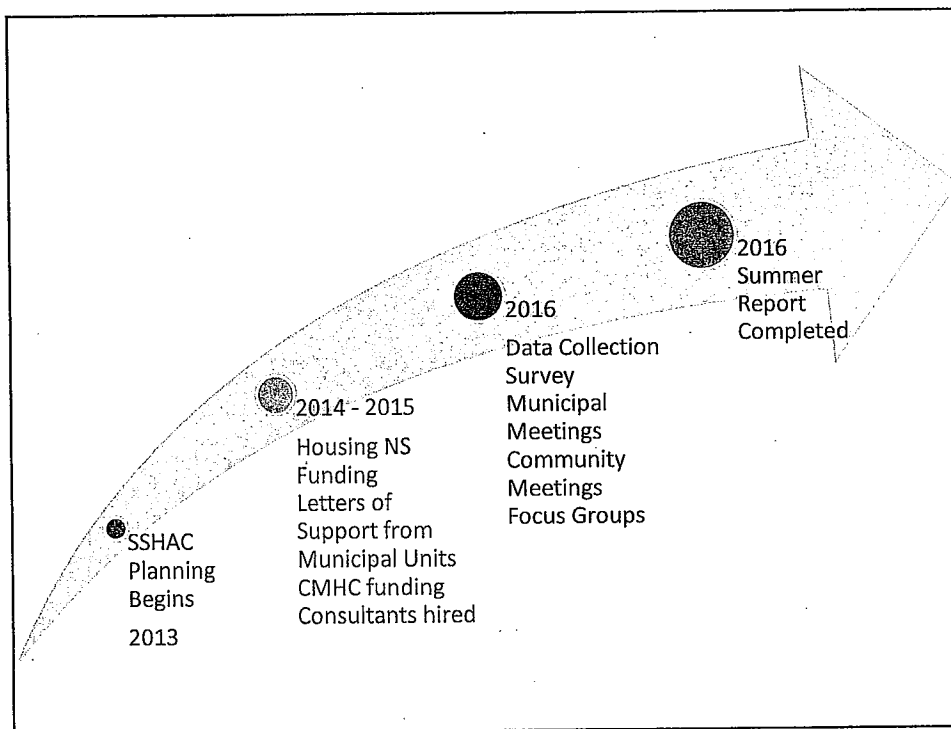 SSHAC
Planning
Begins
2013
2014 - 2015
Housing NS
Funding
Letters of
Support from
Municipal Units
CMHC funding
Consultants hired
2016
Data Collection
Survey
Municipal
Meetings
Community
Meetings
Focus Groups
2016
Summer
Report
Completed